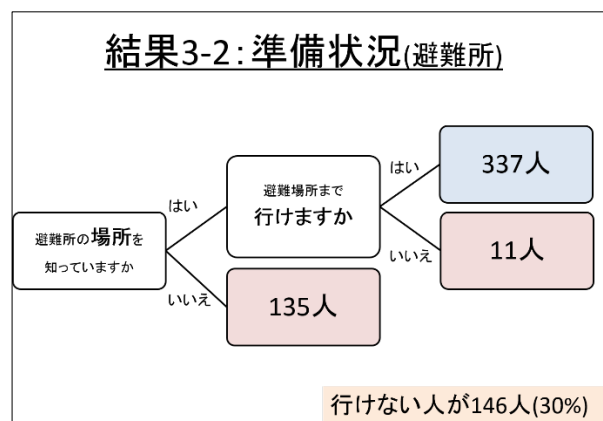 結果3-2:準備状況(避難所)
避難所の場所を
知っていますか
はい
いいえ
避難場所まで
行けますか
135人
はい
いいえ
337人
11人
行けない人が146人(30%)